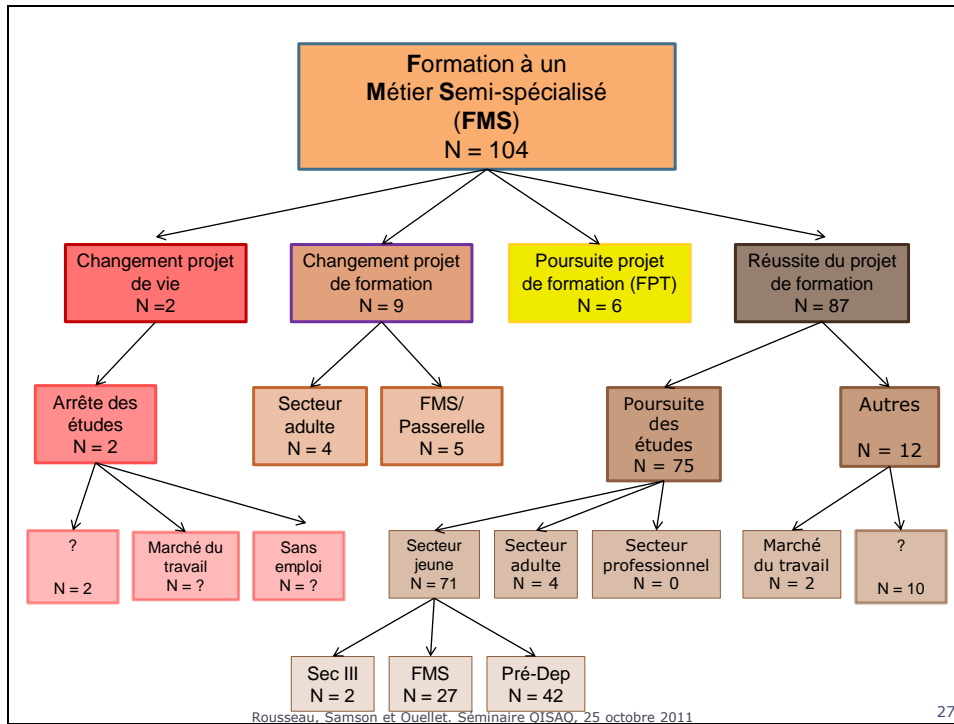 Formation à un
Métier Semi-spécialisé
(FMS)
N = 104
Changement projet
de vie
N =2
Changement projet
de formation
N = 9
Poursuite projet
de formation (FPT)
N = 6
Réussite du projet
de formation
N = 87
Arrête des
études
N = 2
Secteur
adulte
N = 4
FMS/
Passerelle
N = 5
Poursuite
des
études
N = 75
Autres
N = 12
?
N = 2
Marché du
travail
N = ?
Sans
emploi
N = ?
Secteur
jeune
N = 71
Secteur
adulte
N = 4
Secteur
professionnel
N = 0
Marché
du travail
N = 2
?
N = 10
Sec III
N = 2
FMS
N = 27
Pré-Dep
N = 42
Rousseau, Samson et Ouellet. Séminaire QISAQ, 25 octobre 2011
27